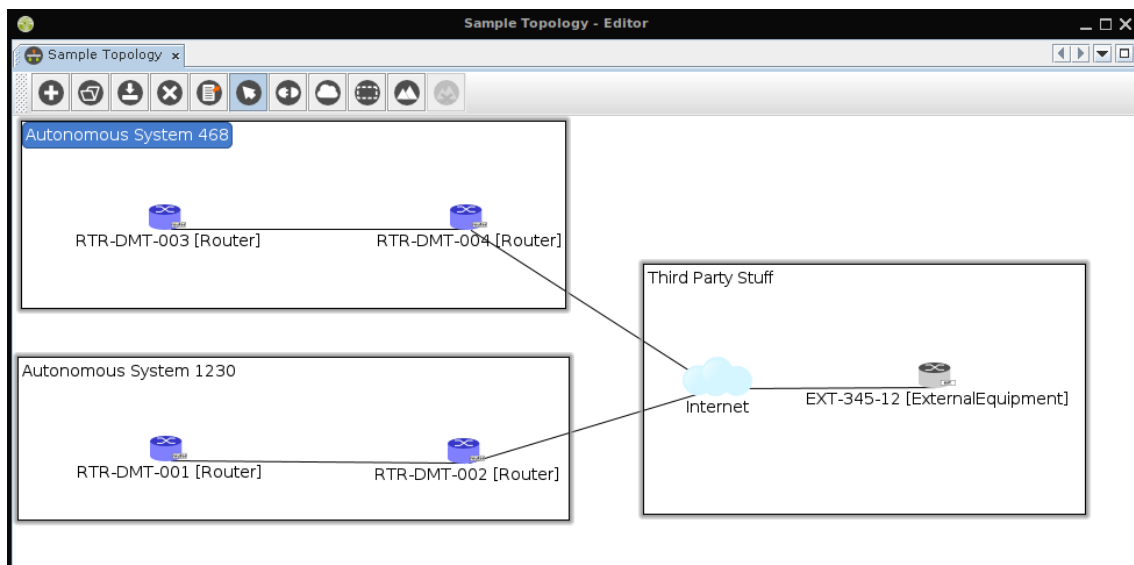 Sample Topology - Editor
Sample Topology x
Autonomous System 468
RTR-DMT-003 [Router]
RTR-DMT-004 [Router]
Third Party Stuff
Internet
EXT-345-12 [ExternalEquipment]
Autonomous System 1230
RTR-DMT-001 [Router]
RTR-DMT-002 [Router]